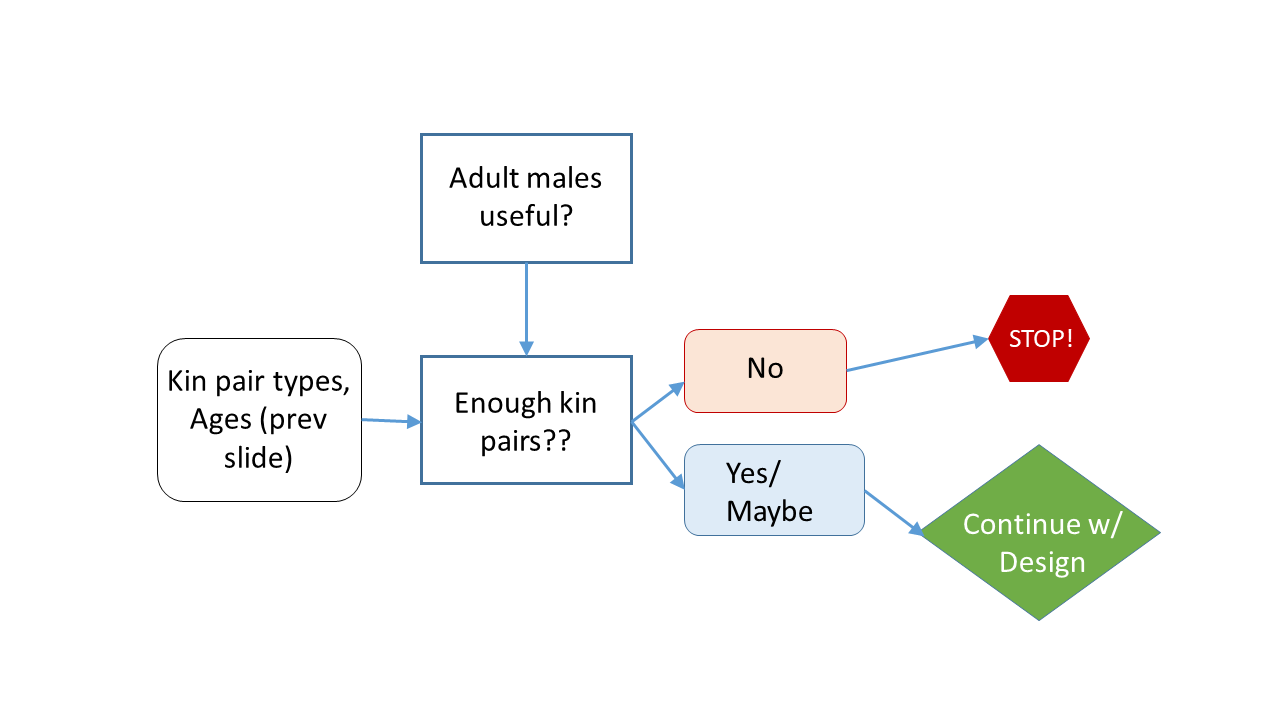 Adult males
useful?
Kin pair types,
Ages (prev
slide)
Enough kin
pairs??
No
STOP!
Yes/
Maybe
Continue w/
Design